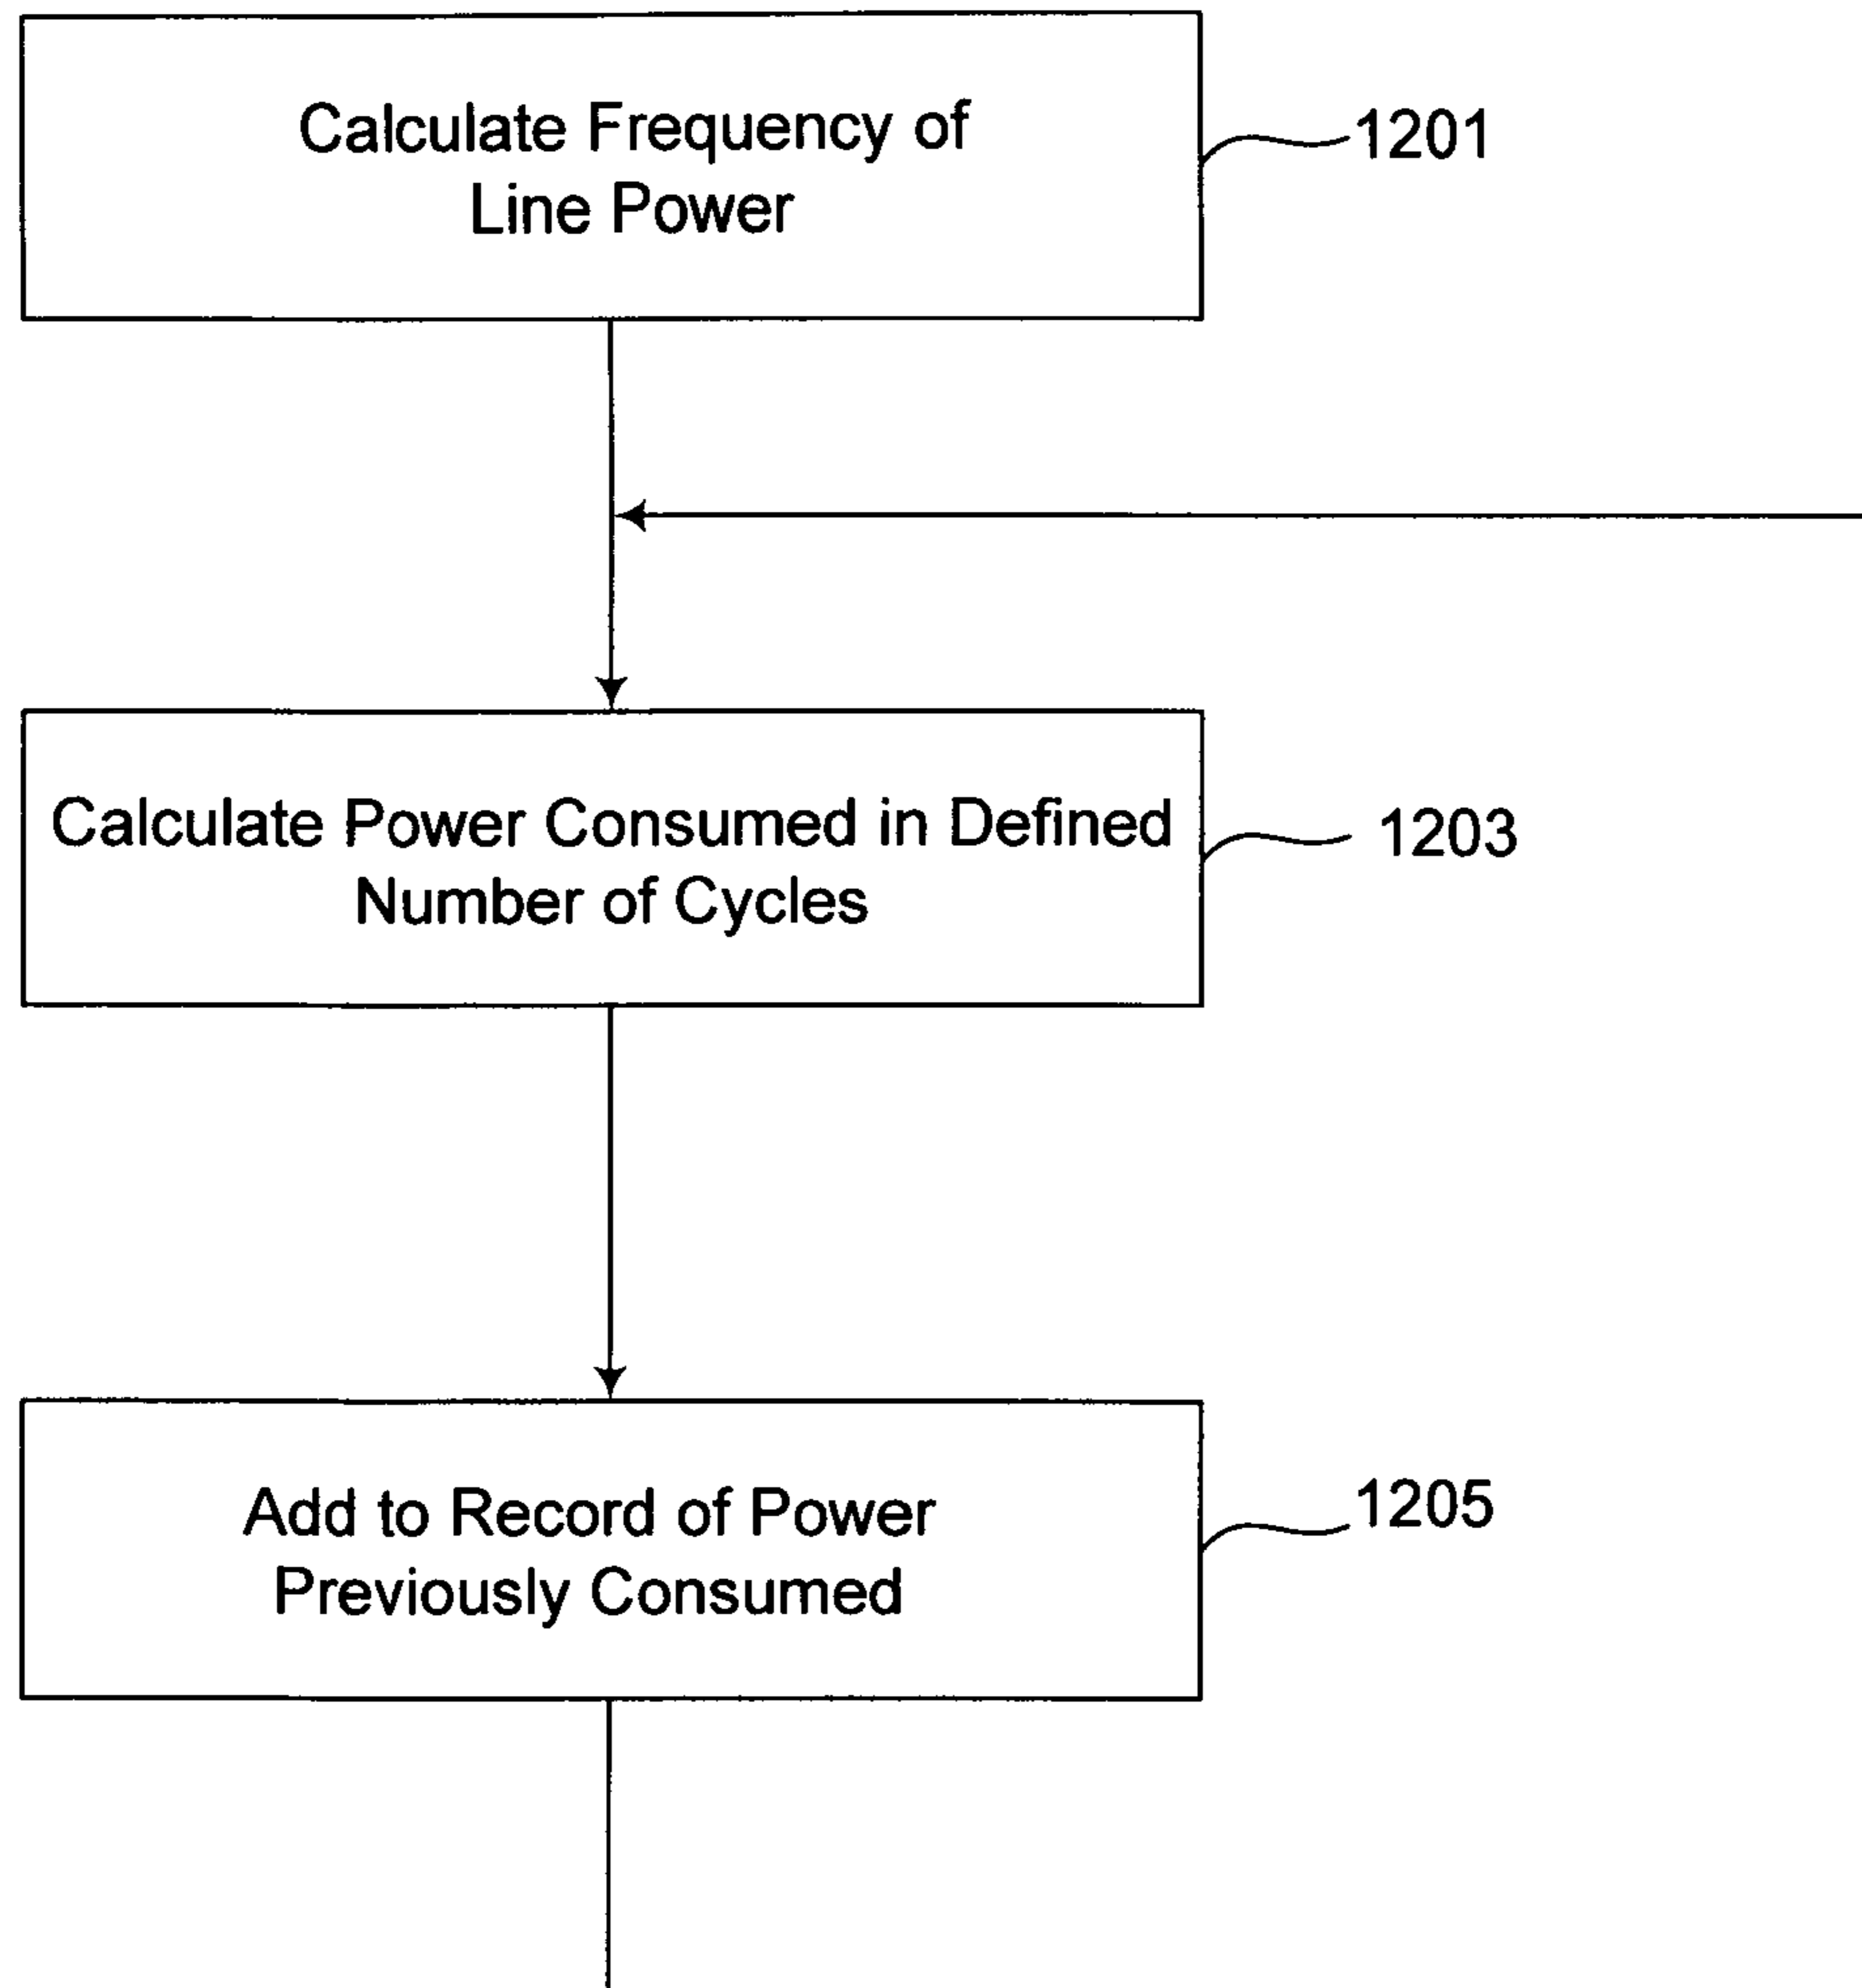 Calculate Frequency of
Line Power
1201
Calculate Power Consumed in Defined
Number of Cycles
1203
Add to Record of Power
Previously Consumed
1205